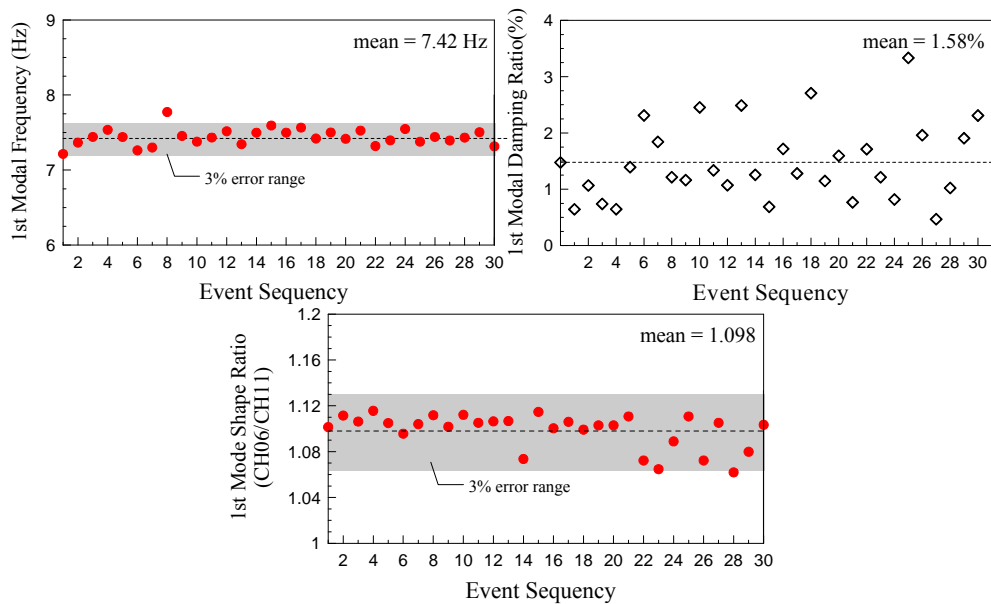 1st Modal Frequency (Hz)
9
8
7
6
mean = 7.42 Hz
3% error range
2 4 6 8 10 12 14 16 18 20 22 24 26 28 30
Event Sequency
1st Modal Damping Ratio(%)
4
3
2
1
0
mean = 1.58%
2 4 6 8 10 12 14 16 18 20 22 24 26 28 30
Event Sequency
1st Mode Shape Ratio
(CH06/CH11)
1.2
1.16
1.12
1.08
1.04
1
mean = 1.098
3% error range
2 4 6 8 10 12 14 16 18 20 22 24 26 28 30
Event Sequency